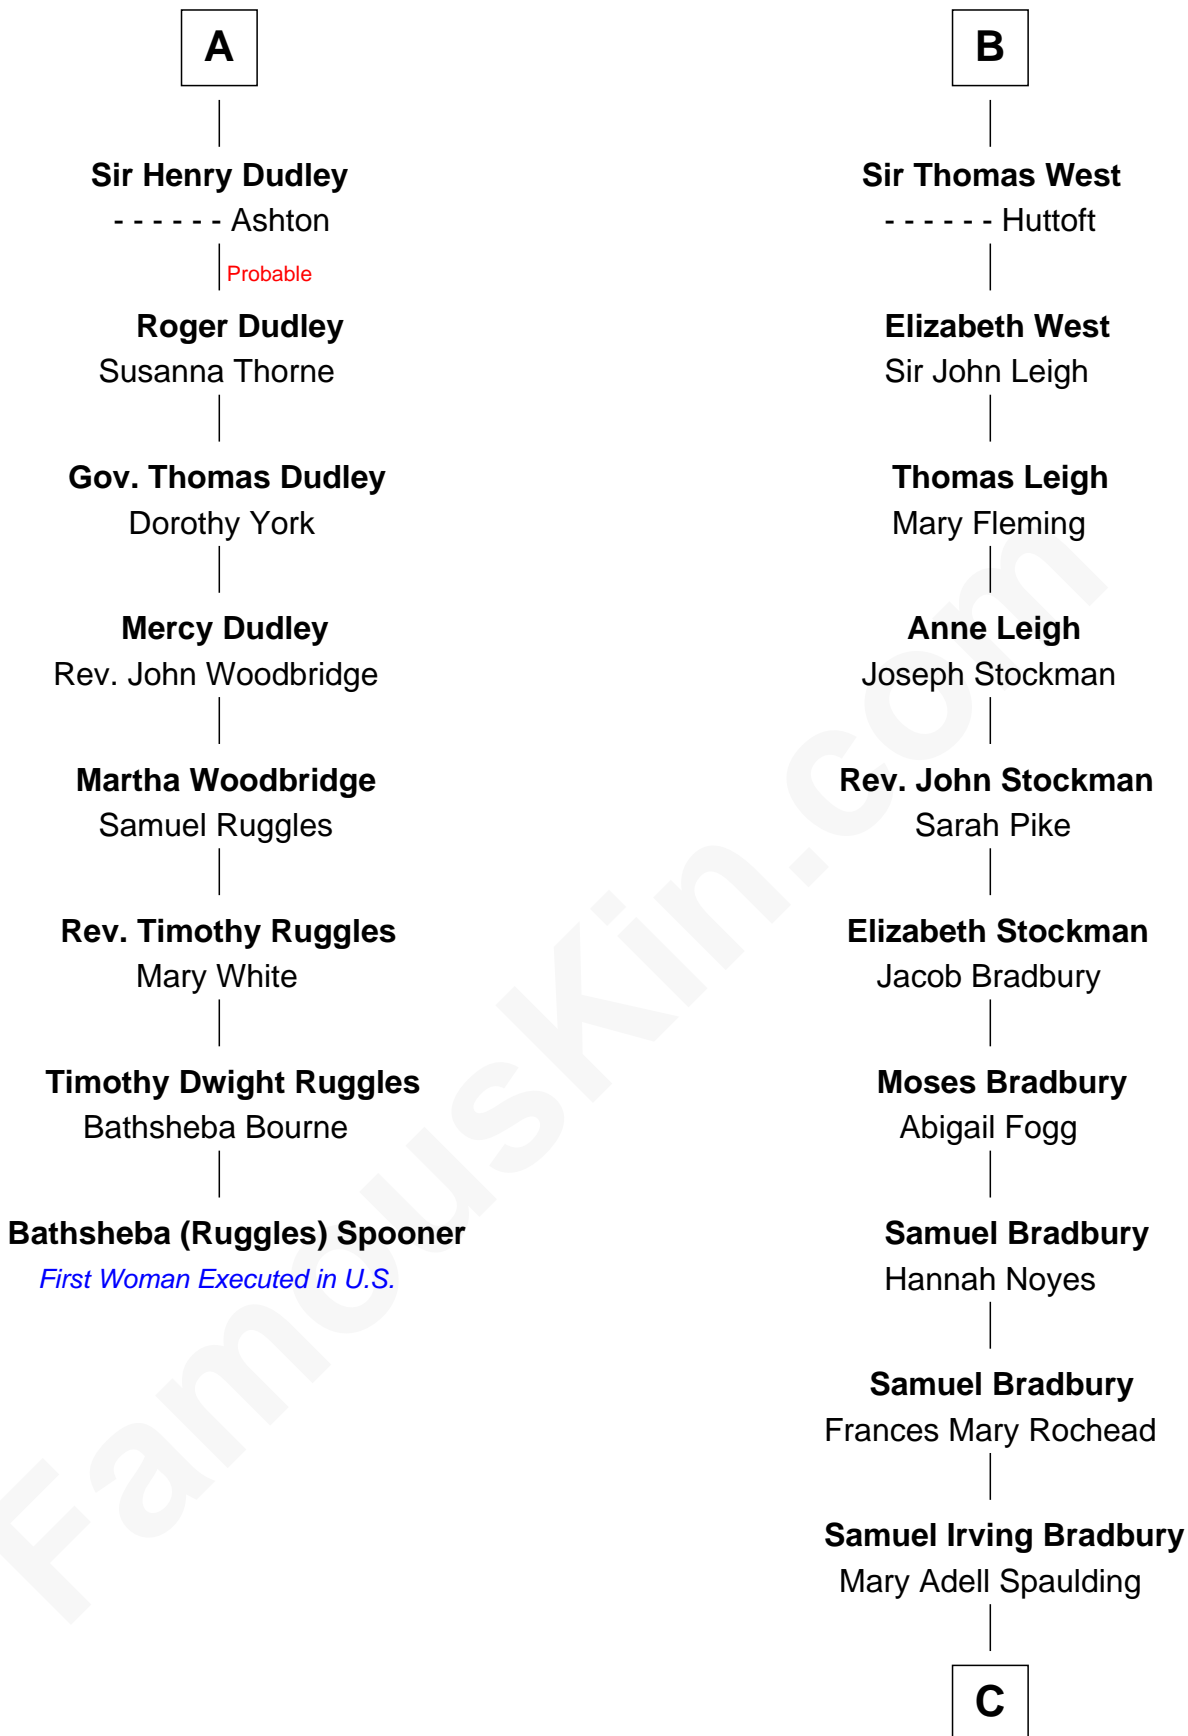 A
Sir Henry Dudley
- - - - - - Ashton
Probable
Roger Dudley
Susanna Thorne
Gov. Thomas Dudley
Dorothy York
Mercy Dudley
Rev. John Woodbridge
Martha Woodbridge
Samuel Ruggles
Rev. Timothy Ruggles
Mary White
Timothy Dwight Ruggles
Bathsheba Bourne
Bathsheba (Ruggles) Spooner
First Woman Executed in U.S.
B
Sir Thomas West
- - - - - - Huttoft
Elizabeth West
Sir John Leigh
Thomas Leigh
Mary Fleming
Anne Leigh
Joseph Stockman
Rev. John Stockman
Sarah Pike
Elizabeth Stockman
Jacob Bradbury
Moses Bradbury
Abigail Fogg
Samuel Bradbury
Hannah Noyes
Samuel Bradbury
Frances Mary Rochead
Samuel Irving Bradbury
Mary Adell Spaulding
C
FamousKin.com